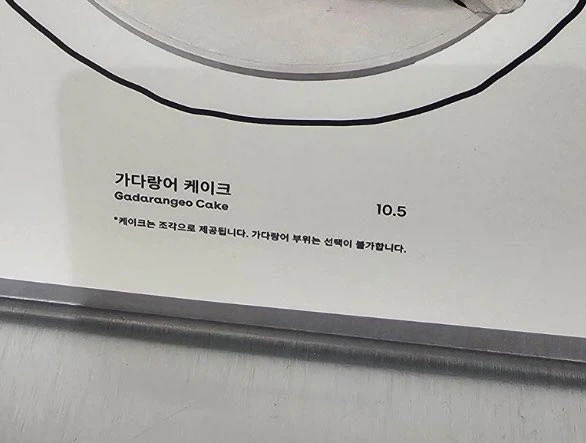 가다랑어 케이크
Gadarangeo Cake
10.5
*케이크는 조각으로 제공됩니다. 가다랑어 부위는 선택이 불가합니다.